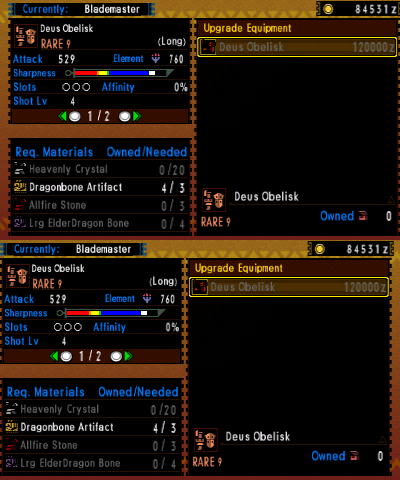 Currently: Blademaster
84531z
Deus Obelisk
RARE 9 (Long)
Attack 529 Element 760
Sharpness
Slots ○○○ Affinity 0%
Shot Lv 4
1/2
Req. Materials Owned/Needed
Heavenly Crystal 0/20
Dragonbone Artifact 4/3
Allfire Stone 0/3
Lrg ElderDragon Bone 0/4
Upgrade Equipment
Deus Obelisk 120000z
Deus Obelisk
RARE 9
Owned 0
Currently: Blademaster
84531z
Deus Obelisk
RARE 9 (Long)
Attack 529 Element 760
Sharpness
Slots ○○○ Affinity 0%
Shot Lv 4
1/2
Req. Materials Owned/Needed
Heavenly Crystal 0/20
Dragonbone Artifact 4/3
Allfire Stone 0/3
Lrg ElderDragon Bone 0/4
Upgrade Equipment
Deus Obelisk 120000z
Deus Obelisk
RARE 9
Owned 0